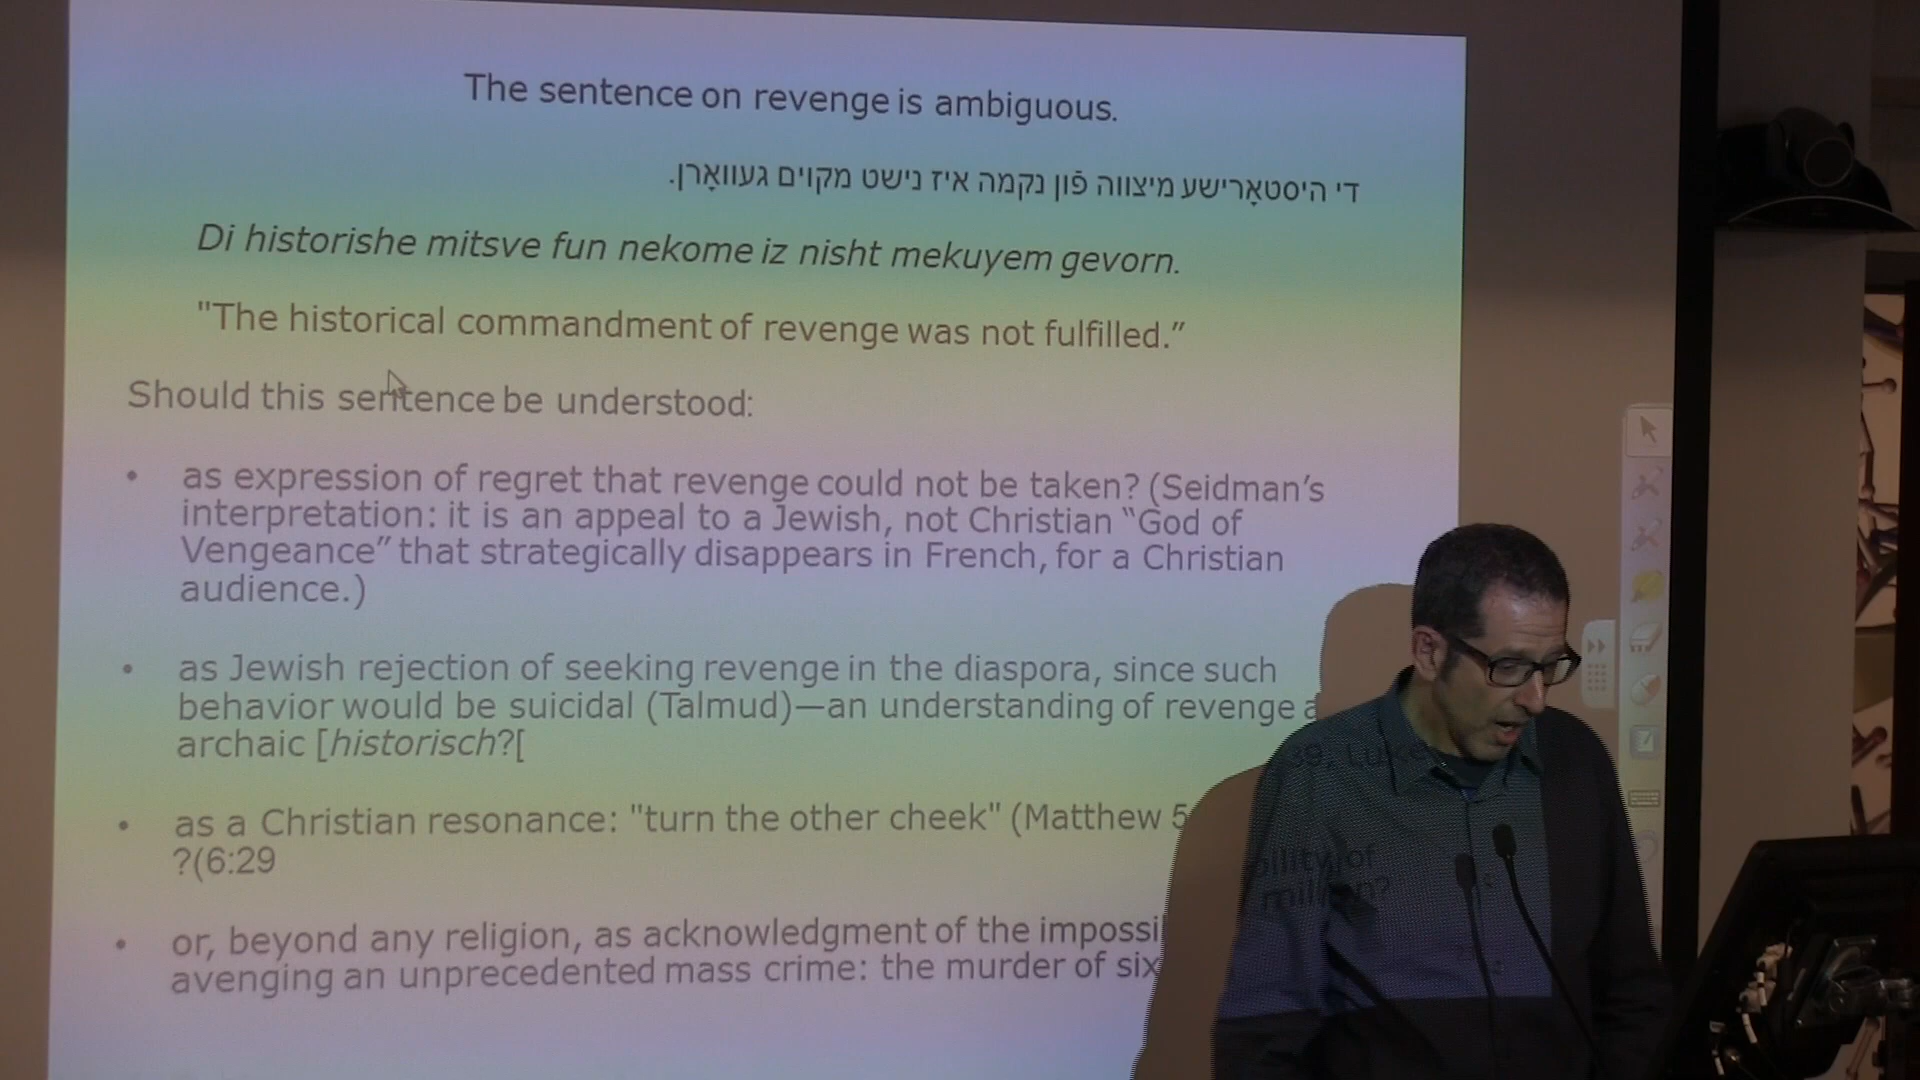 The sentence on revenge is ambiguous.
די היסטאָרישע מיצווה פֿון נקמה איז נישט מקוים געוואָרן.
Di historishe mitsve fun nekome iz nisht mekuyem gevorn.
"The historical commandment of revenge was not fulfilled.”
Should this sentence be understood:
• as expression of regret that revenge could not be taken? (Seidman’s
interpretation: it is an appeal to a Jewish, not Christian “God of
Vengeance” that strategically disappears in French, for a Christian
audience.)
• as Jewish rejection of seeking revenge in the diaspora, since such
behavior would be suicidal (Talmud)—an understanding of revenge
archaic [historisch?[
• as a Christian resonance: "turn the other cheek" (Matthew 5 39, Luke
?(6:29
• or, beyond any religion, as acknowledgment of the impossi bility of
avenging an unprecedented mass crime: the murder of six million?